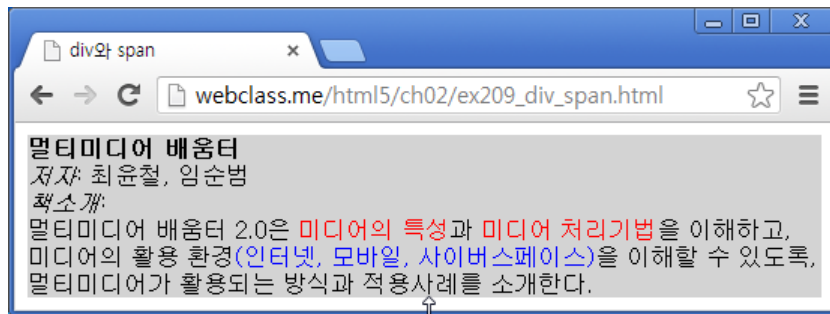 div와 span
webclass.me/html5/ch02/ex209_div_span.html
멀티미디어 배움터
저자: 최윤철, 임순범
책소개:
멀티미디어 배움터 2.0은 미디어의 특성과 미디어 처리기법을 이해하고,
미디어의 활용 환경(인터넷, 모바일, 사이버스페이스)을 이해할 수 있도록,
멀티미디어가 활용되는 방식과 적용사례를 소개한다.